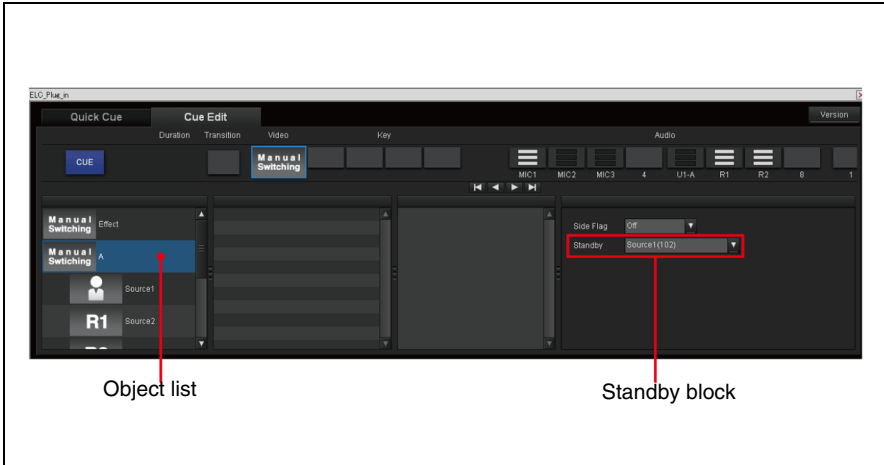 ELC_Plug_in
Quick Cue Cue Edit Version
Duration Transition Video Key Audio
CUE
Manual
Switching
MIC1 MIC2 MIC3 4 U1-A R1 R2 8 1
Manual
Switching
Effect
Side Flag Off
Standby Source1(102)
Manual
Swtiching
A
Source1
R1 Source2
Object list Standby block